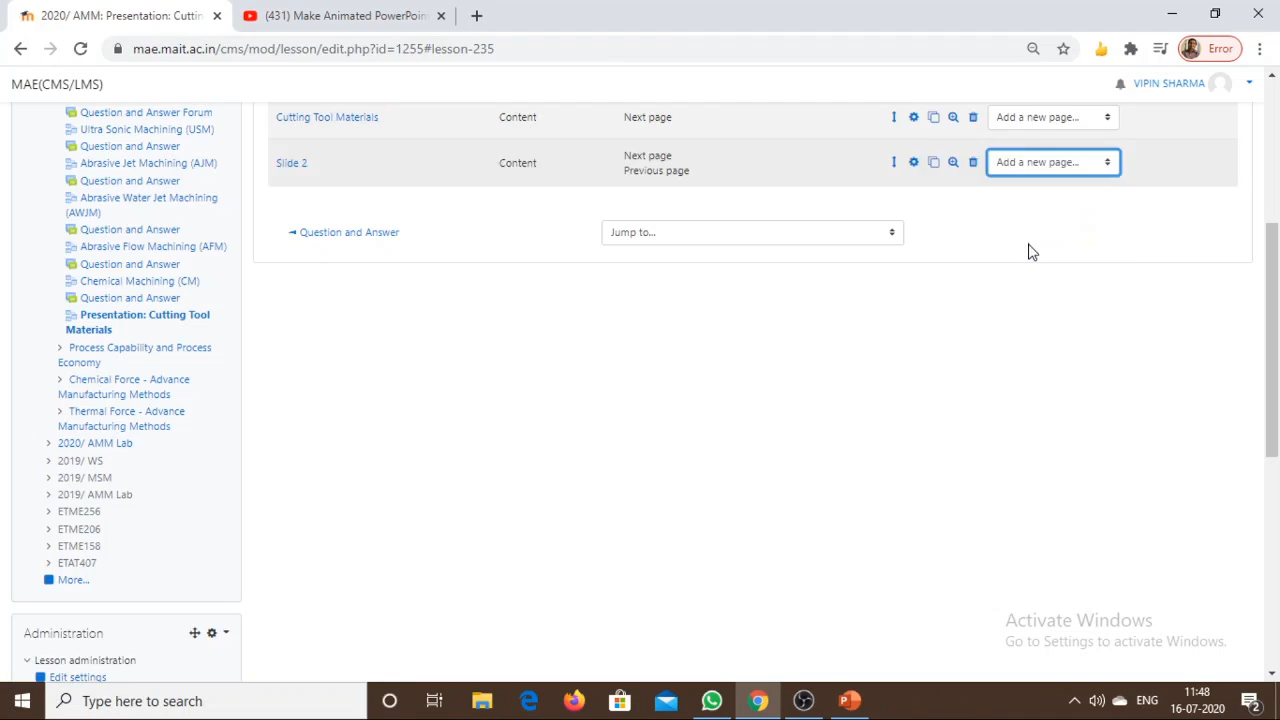 2020/ AMM: Presentation: Cuttin
(431) Make Animated PowerPoint
mae.mait.ac.in/cms/mod/lesson/edit.php?id=1255#lesson-235
Error
MAE(CMS/LMS)
VIPIN SHARMA
Question and Answer Forum
Ultra Sonic Machining (USM)
Question and Answer
Abrasive Jet Machining (AJM)
Question and Answer
Abrasive Water Jet Machining
(AWJM)
Question and Answer
Abrasive Flow Machining (AFM)
Question and Answer
Chemical Machining (CM)
Question and Answer
Presentation: Cutting Tool
Materials
Process Capability and Process
Economy
Chemical Force - Advance
Manufacturing Methods
Thermal Force - Advance
Manufacturing Methods
2020/ AMM Lab
2019/ WS
2019/ MSM
2019/ AMM Lab
ETME256
ETME206
ETME158
ETAT407
More...
Administration
Lesson administration
Edit settings
Cutting Tool Materials
Content
Next page
Add a new page...
Slide 2
Content
Next page
Previous page
Add a new page...
Question and Answer
Jump to...
Activate Windows
Go to Settings to activate Windows.
Type here to search
ENG
11:48
16-07-2020
2